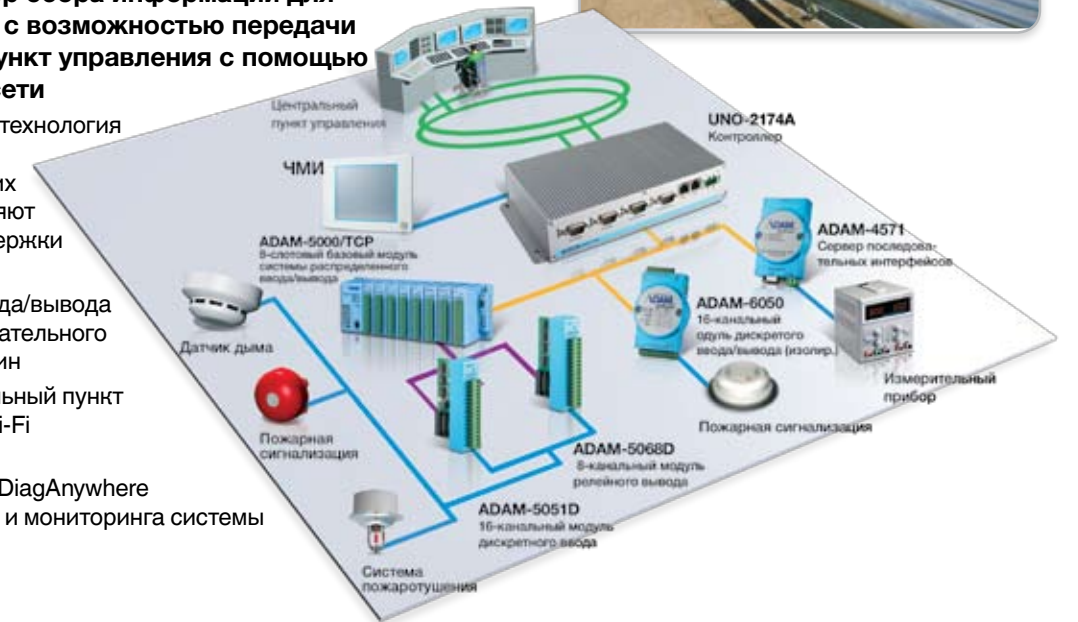 сбора информации для
с возможностью передачи
ункт управления с помощью
сети
технология
их
яют
ержки
да/вывода
ательного
ин
ьный пункт
i-Fi
DiagAnywhere
и мониторинга системы
Центральный
пункт управления
UNO-2174A
Контроллер
ЧМИ
ADAM-5000/TCP
8-слотовый базовый модуль
системы распределенного
ввода/вывода
ADAM-4571
Сервер последова-
тельных интерфейсов
ADAM-6050
16-канальный
одуль дискретго
ввода/вывода (изолир.)
Датчик дыма
Измерительный
прибор
Пожарная
сигнализация
Пожарная сигнализация
ADAM-5068D
8-канальный модуль
релейного вывода
ADAM-5051D
16-канальный модуль
дискретного ввода
Система
пожаротушения